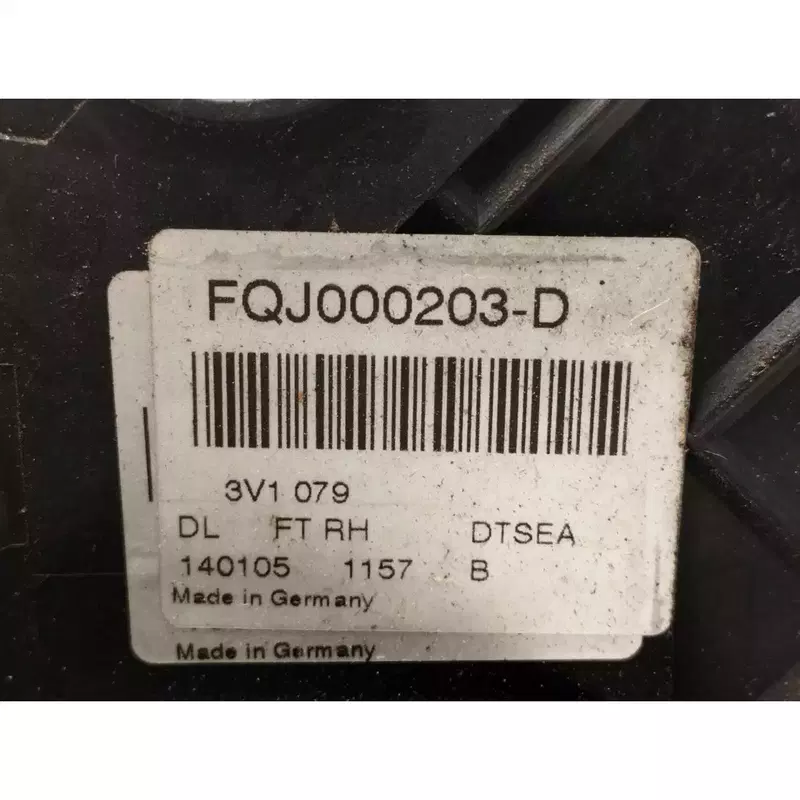 FQJ000203-D
3V1 079
DL FT RH DTSEA
140105 1157 B
Made in Germany
Made in Germany